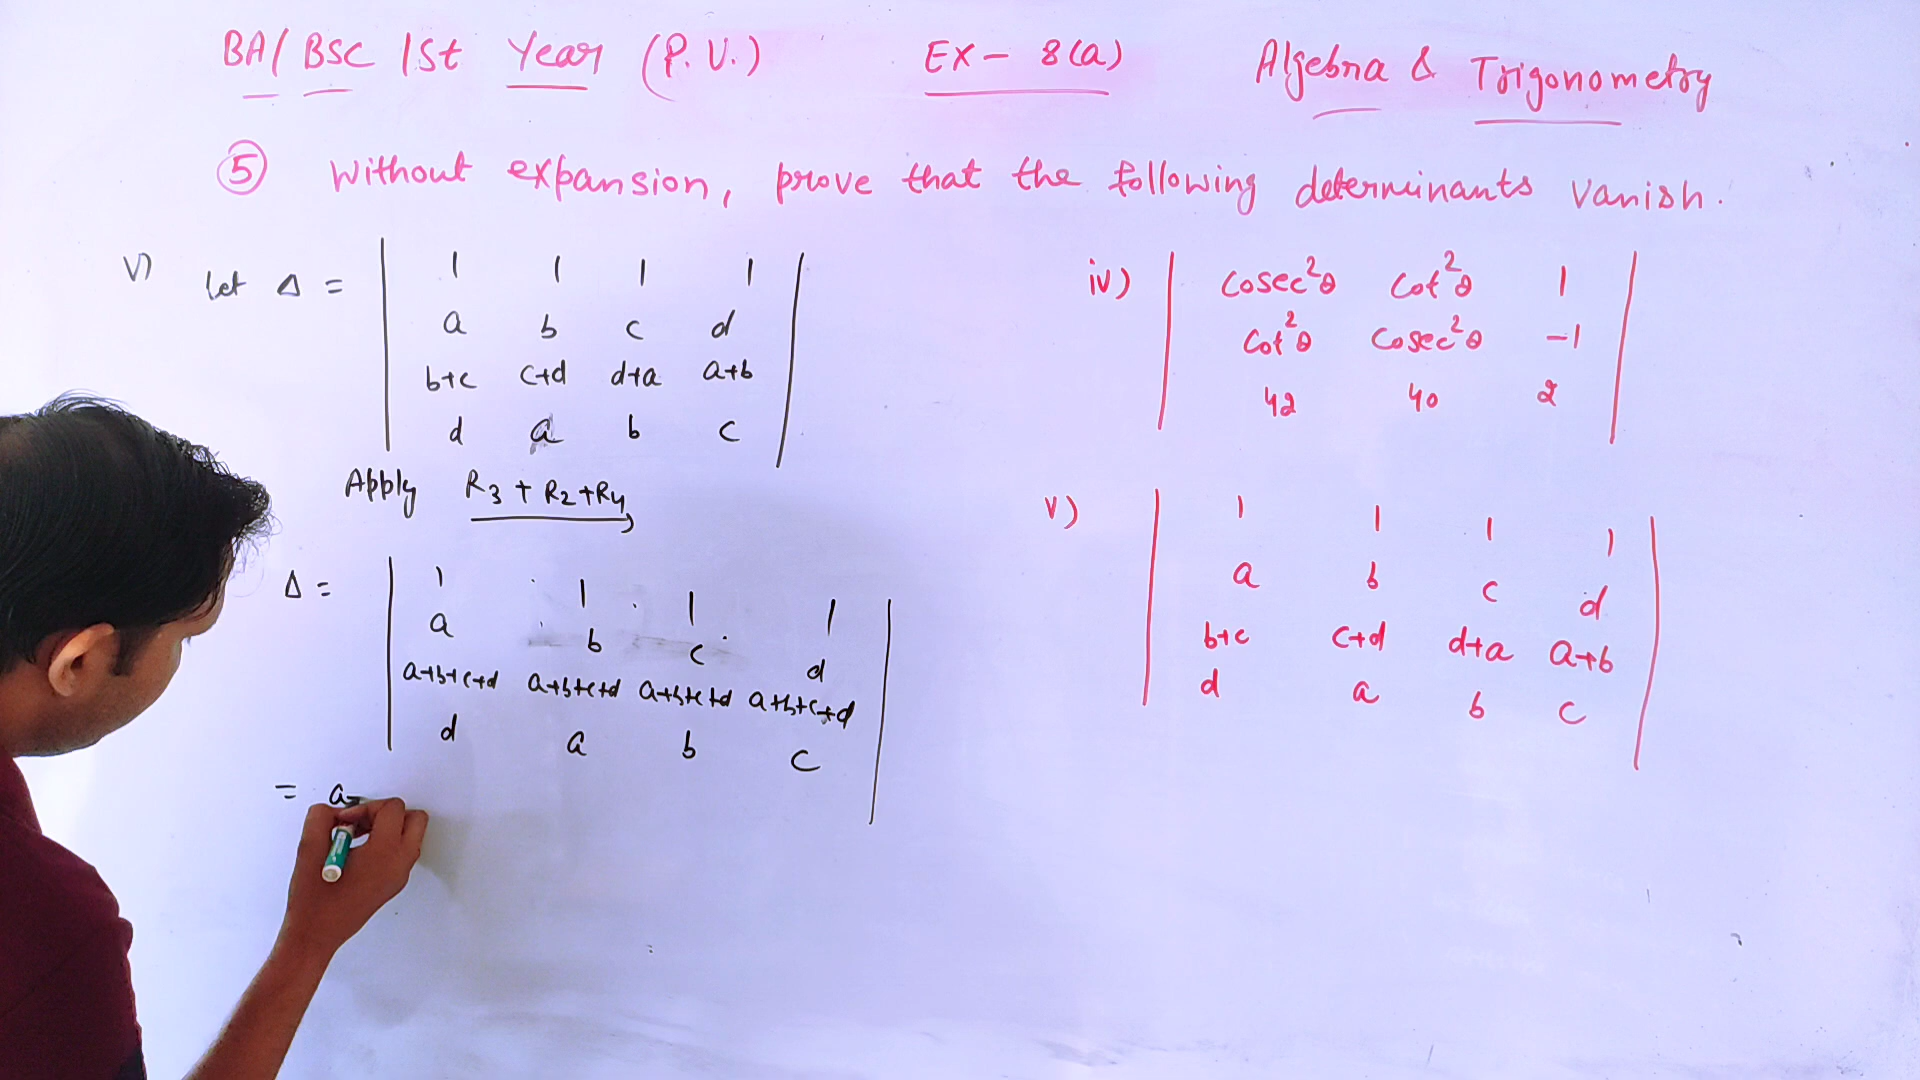 BA/ BSC 1st Year (P.U.) EX- 8(a) Algebra & Trigonometry
5 Without expansion, prove that the following determinants vanish.
V) let Δ =
1 1 1 1
a b c d
b+c c+d d+a a+b
d a b c
Apply R3 + R2+R4
Δ =
1 1 1 1
a b c d
a+b+c+d a+b+c+d a+b+c+d a+b+c+d
d a b c
= a
iv)
Cosec²θ Cot²θ 1
Cot²θ Cosec²θ -1
42 40 2
v)
1 1 1 1
a b c d
b+c c+d d+a a+b
d a b c